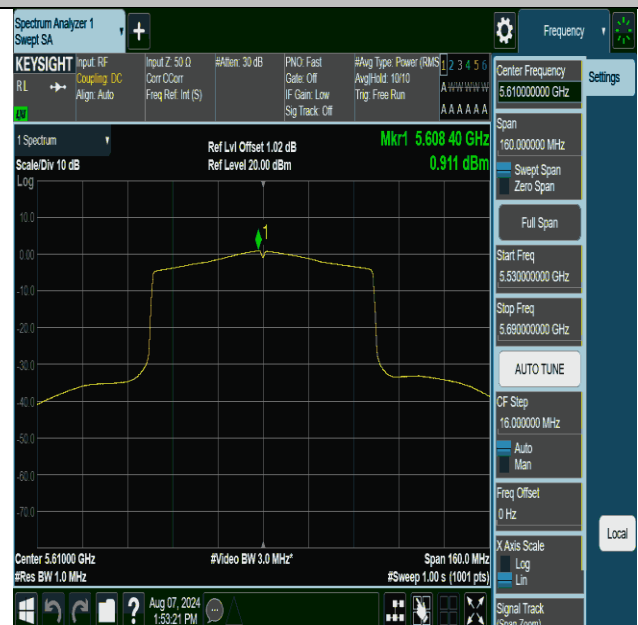 Spectrum Analyzer 1
Swept SA
Frequency
KEYSIGHT
RL
Input: RF
Coupling: DC
Align: Auto
Input Z: 50 Ω
Corr CCorr
Freq Ref: Int (S)
#Atten: 30 dB
PNO: Fast
Gate: Off
IF Gain: Low
Sig Track: Off
#Avg Type: Power (RMS
Avg|Hold: 10/10
Trig: Free Run
1 2 3 4 5 6
A W W W W W
A A A A A A
Center Frequency
5.610000000 GHz
Settings
Span
160.000000 MHz
Swept Span
Zero Span
Full Span
Start Freq
5.530000000 GHz
Stop Freq
5.690000000 GHz
AUTO TUNE
CF Step
16.000000 MHz
Auto
Man
Freq Offset
0 Hz
X Axis Scale
Log
Lin
Local
Signal Track
(Span Zoom)
1 Spectrum
Scale/Div 10 dB
Ref Lvl Offset 1.02 dB
Ref Level 20.00 dBm
Mkr1 5.608 40 GHz
0.911 dBm
Log
10.0
0.00
-10.0
-20.0
-30.0
-40.0
-50.0
-60.0
-70.0
1
Center 5.61000 GHz
#Res BW 1.0 MHz
#Video BW 3.0 MHz*
Span 160.0 MHz
#Sweep 1.00 s (1001 pts)
?
Aug 07, 2024
1:53:21 PM